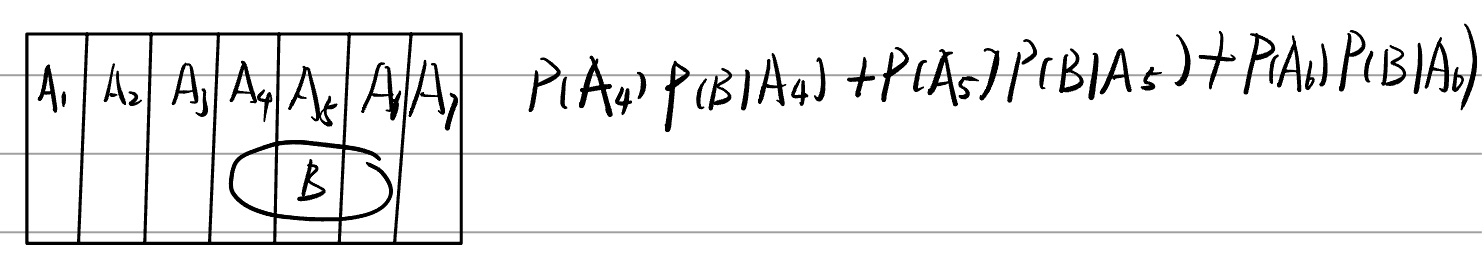 A₁ A₂ A₃ A₄ A₅ A₆ A₇ P(A₄) P(B|A₄) + P(A₅) P(B|A₅) + P(A₆) P(B|A₆)
B